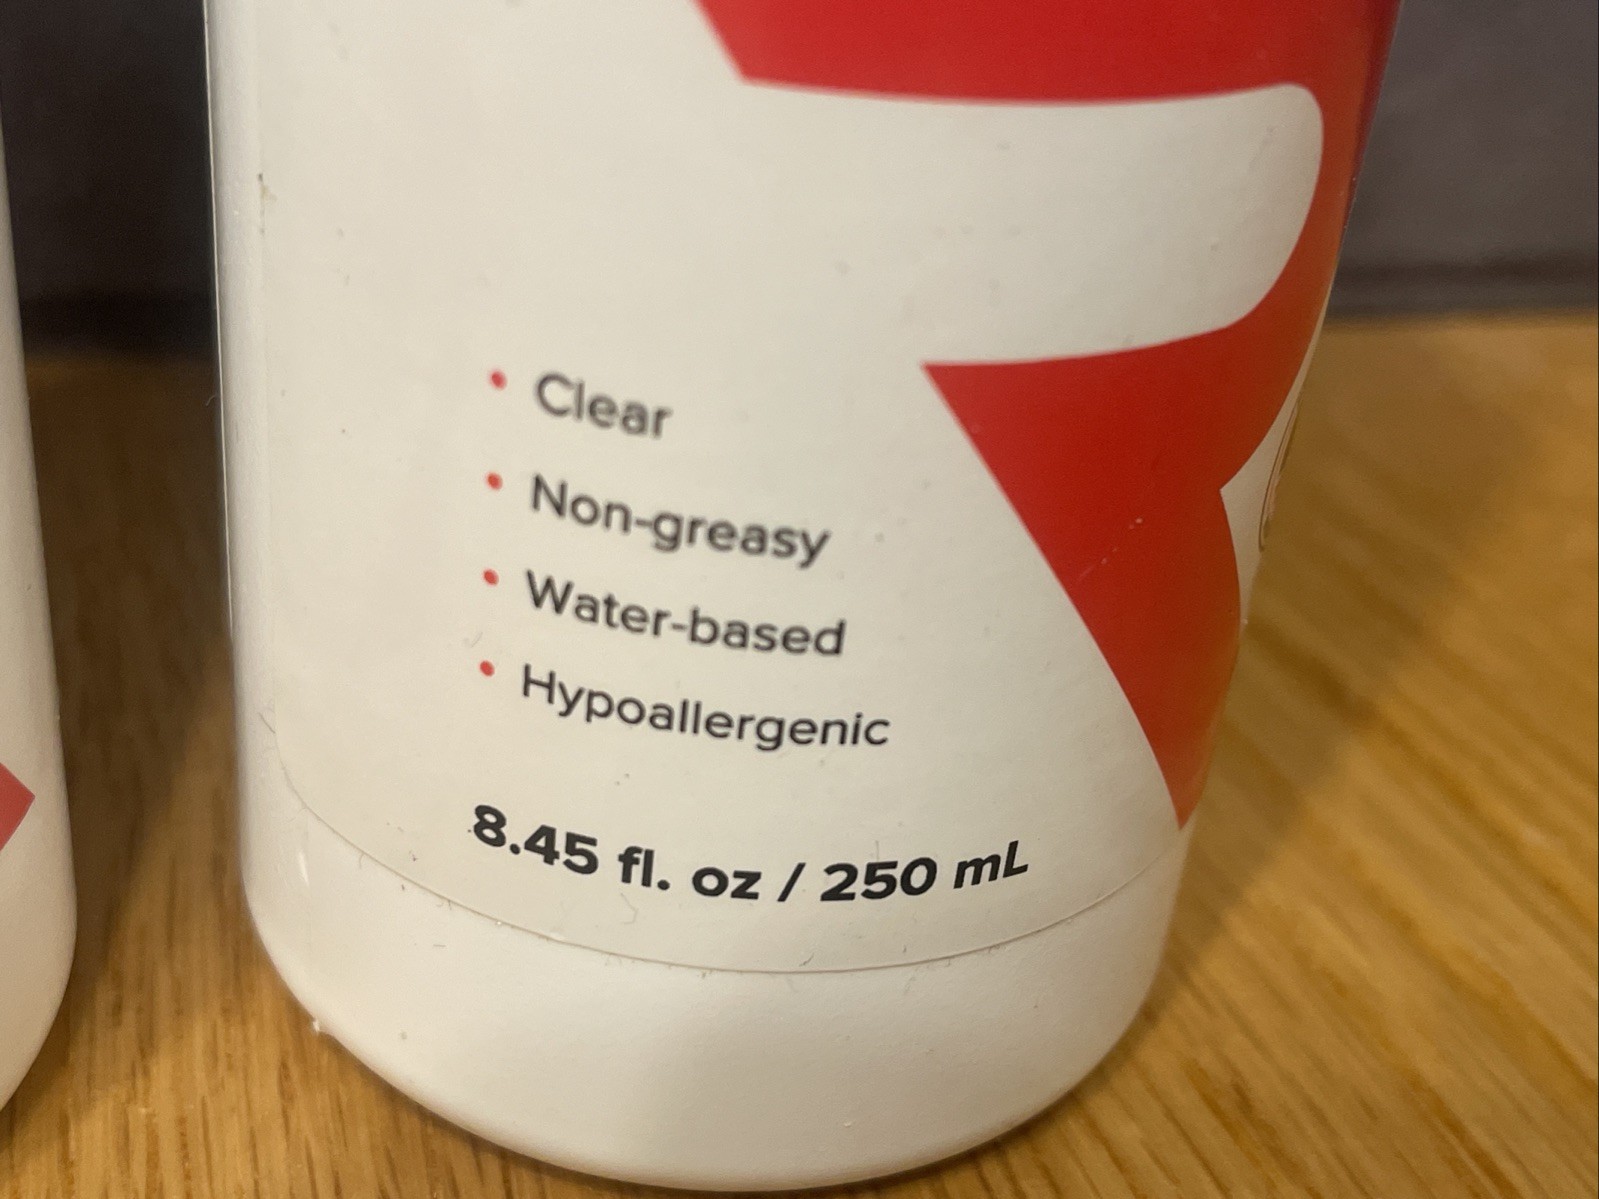 • Clear
• Non-greasy
• Water-based
• Hypoallergenic
8.45 fl. oz / 250 mL